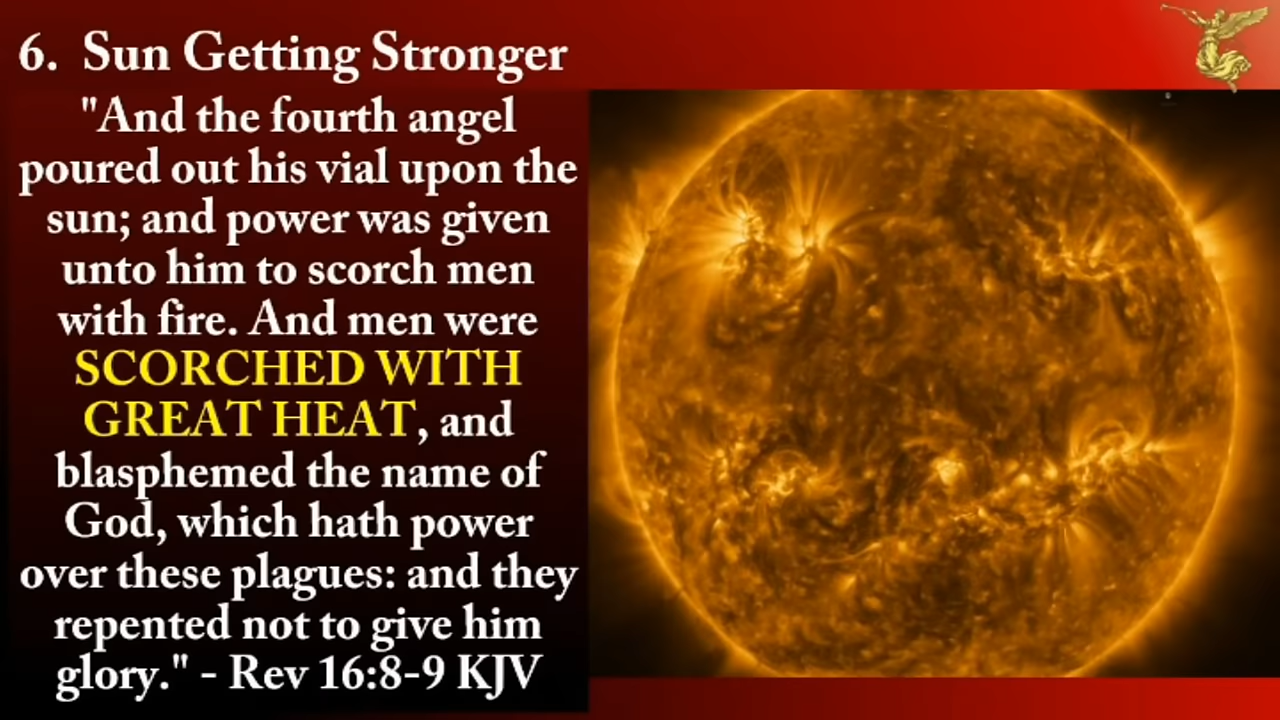 6. Sun Getting Stronger
"And the fourth angel
poured out his vial upon the
sun; and power was given
unto him to scorch men
with fire. And men were
SCORCHED WITH
GREAT HEAT, and
blasphemed the name of
God, which hath power
over these plagues: and they
repented not to give him
glory." - Rev 16:8-9 KJV